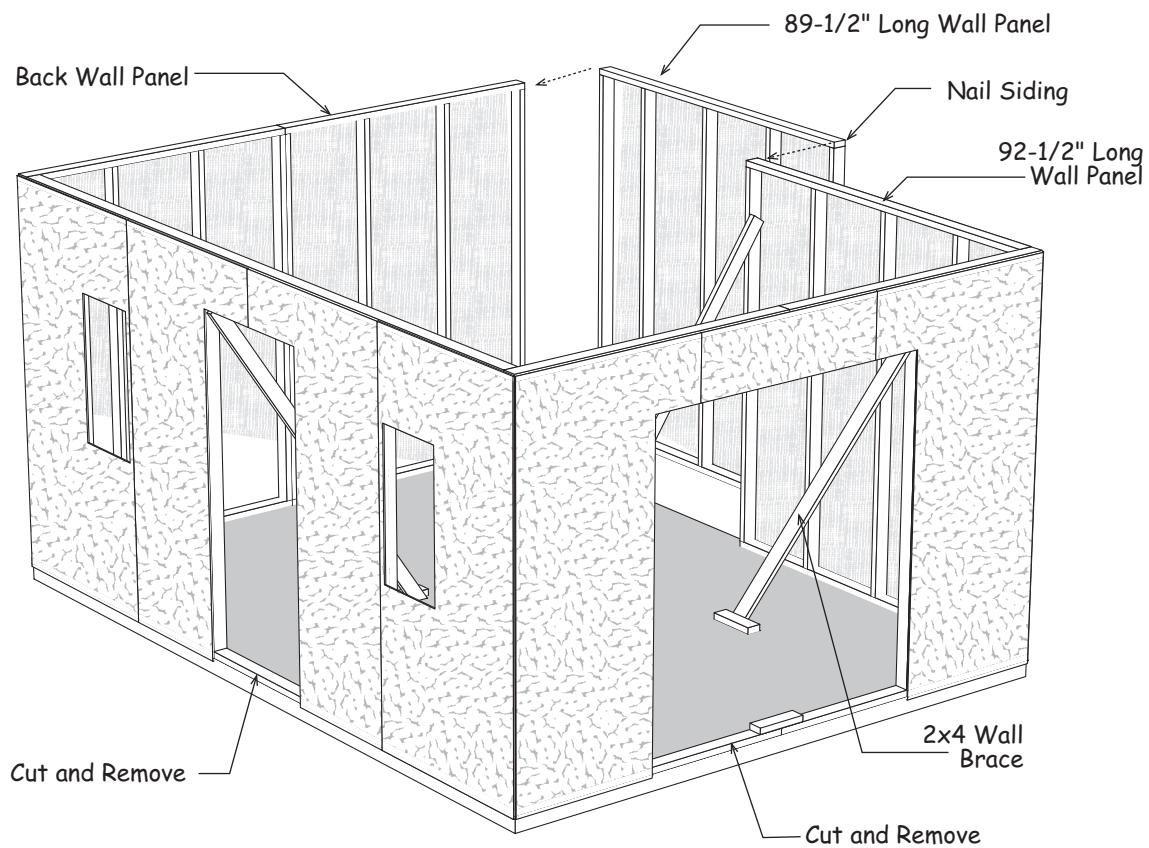 89-1/2" Long Wall Panel
Back Wall Panel
Nail Siding
92-1/2" Long
Wall Panel
2x4 Wall
Brace
Cut and Remove
Cut and Remove